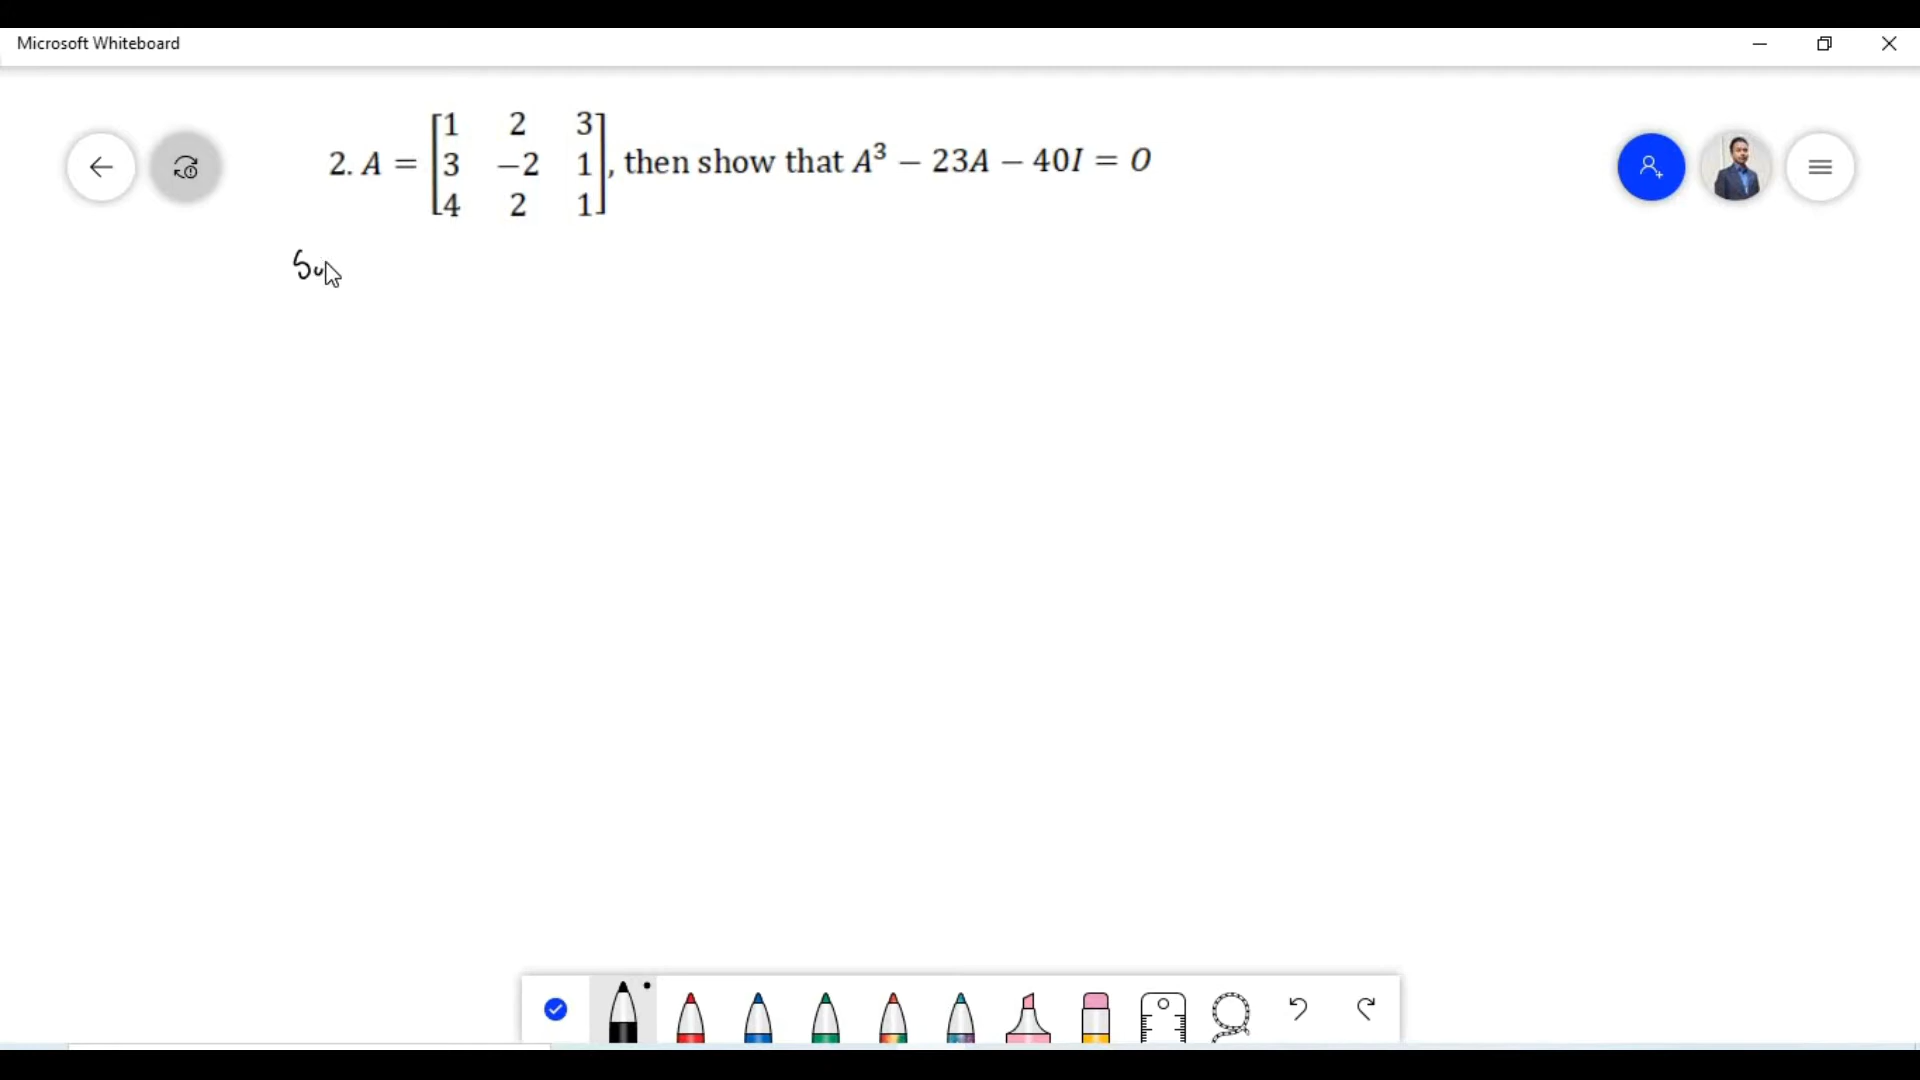 Microsoft Whiteboard
2. A = [1 2 3; 3 −2 1; 4 2 1], then show that A³ − 23A − 40I = O